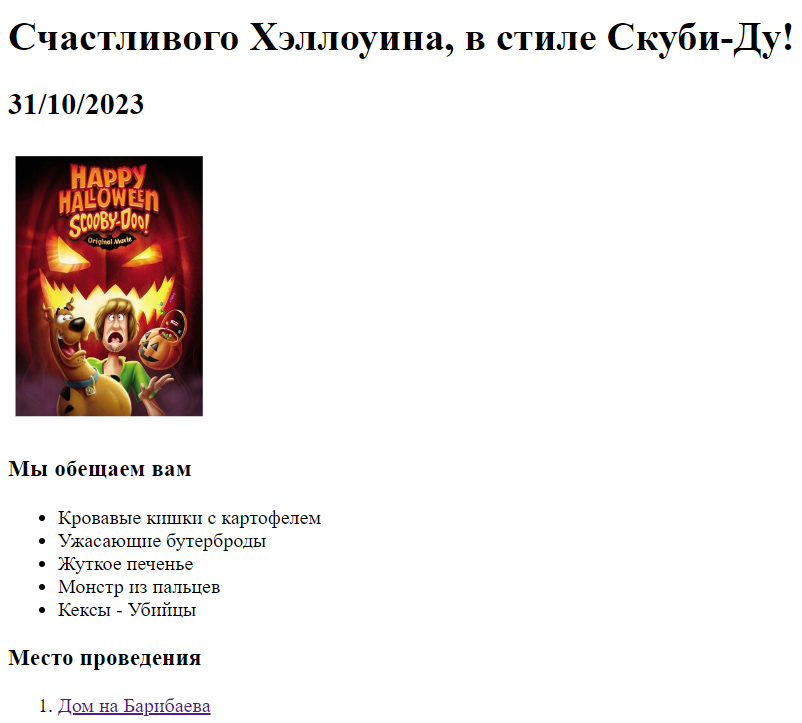 Счастливого Хэллоуина, в стиле Скуби-Ду!
31/10/2023
HAPPY
HALLOWEEN
SCOOBY-DOO!
Original Movie
Мы обещаем вам
• Кровавые кишки с картофелем
• Ужасающие бутерброды
• Жуткое печенье
• Монстр из пальцев
• Кексы - Убийцы
Место проведения
1. Дом на Барибаева